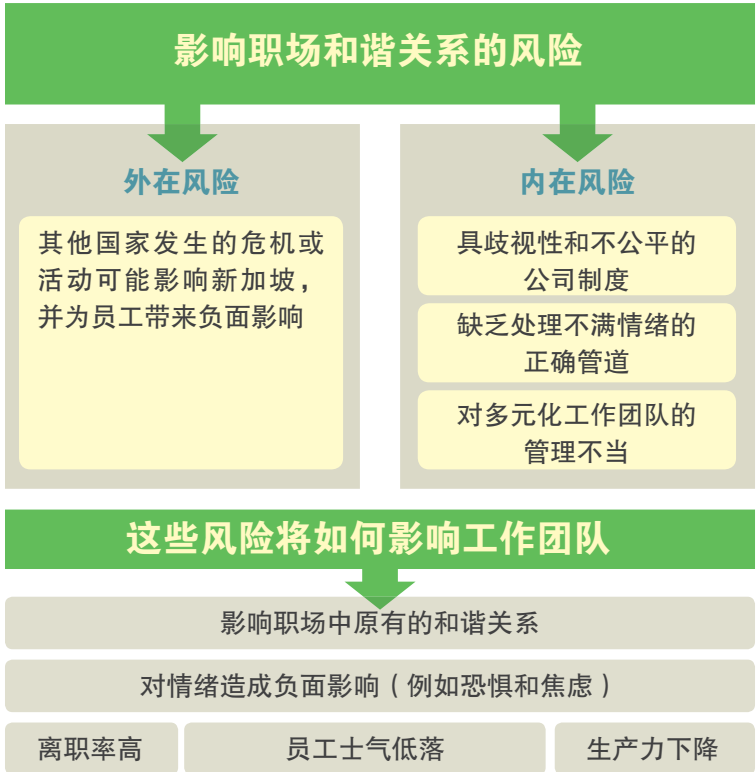 影响职场和谐关系的风险
外在风险
其他国家发生的危机或
活动可能影响新加坡，
并为员工带来负面影响
内在风险
具歧视性和不公平的
公司制度
缺乏处理不满情绪的
正确管道
对多元化工作团队的
管理不当
这些风险将如何影响工作团队
影响职场中原有的和谐关系
对情绪造成负面影响（例如恐惧和焦虑）
离职率高
员工士气低落
生产力下降